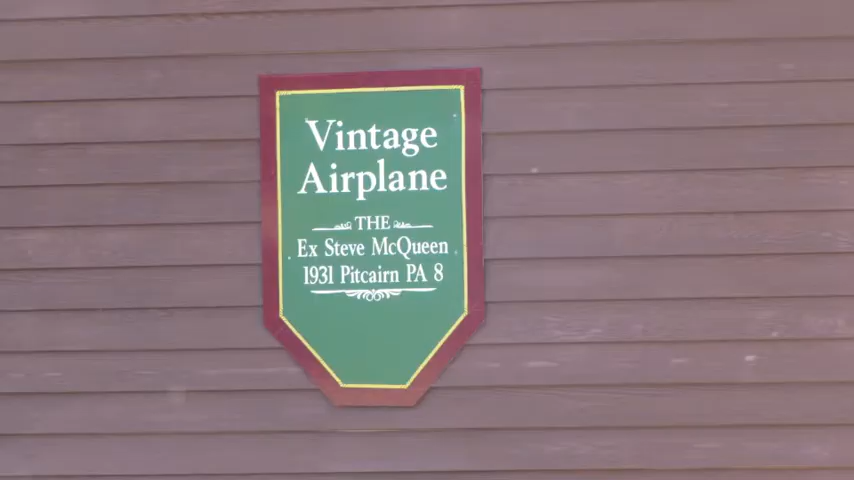 Vintage
Airplane
THE
Ex Steve McQueen
1931 Pitcairn PA 8